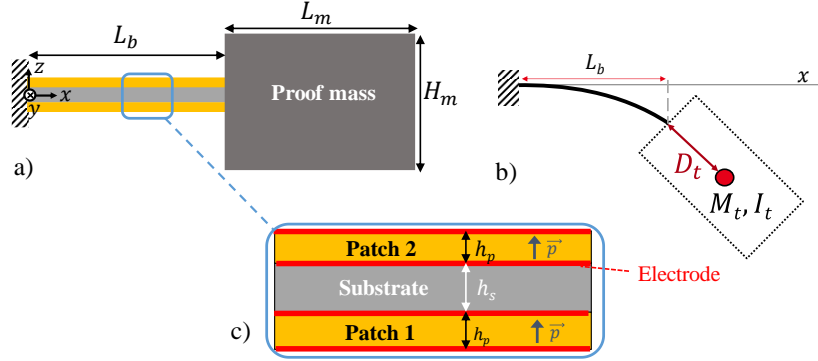 L_m
L_b
z
x
y
Proof mass
H_m
a)
L_b
x
D_t
M_t, I_t
b)
Patch 2
h_p
p⃗
Electrode
Substrate
h_s
Patch 1
h_p
p⃗
c)